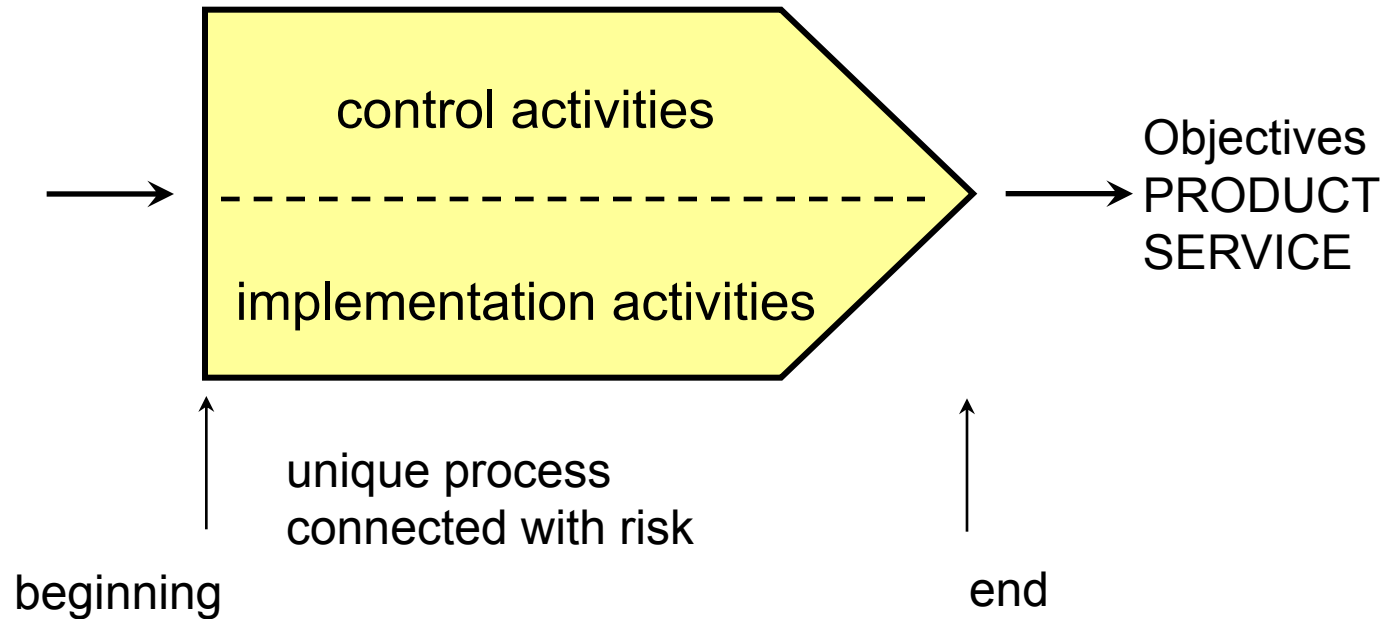 control activities
implementation activities
Objectives
PRODUCT
SERVICE
unique process
connected with risk
beginning
end